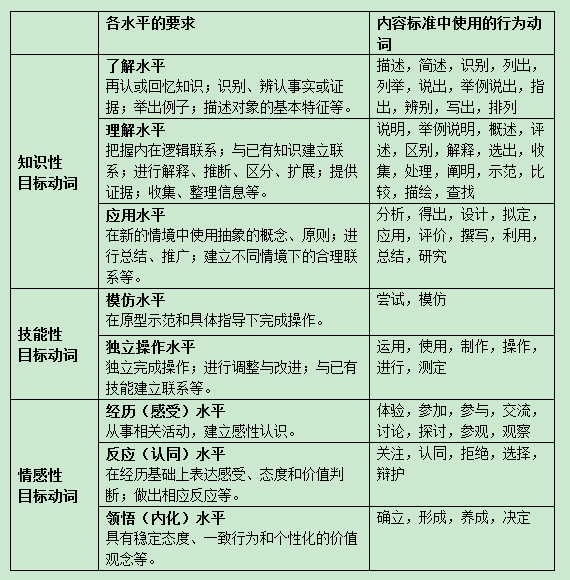 各水平的要求
内容标准中使用的行为动
词
知识性
目标动词
了解水平
再认或回忆知识；识别、辨认事实或证
据；举出例子；描述对象的基本特征等。
描述，简述，识别，列出，
列举，说出，举例说出，指
出，辨别，写出，排列
理解水平
把握内在逻辑联系；与已有知识建立联
系；进行解释、推断、区分、扩展；提供
证据；收集、整理信息等。
说明，举例说明，概述，评
述，区别，解释，选出，收
集，处理，阐明，示范，比
较，描绘，查找
应用水平
在新的情境中使用抽象的概念、原则；进
行总结、推广；建立不同情境下的合理联
系等。
分析，得出，设计，拟定，
应用，评价，撰写，利用，
总结，研究
技能性
目标动词
模仿水平
在原型示范和具体指导下完成操作。
尝试，模仿
独立操作水平
独立完成操作；进行调整与改进；与已有
技能建立联系等。
运用，使用，制作，操作，
进行，测定
情感性
目标动词
经历（感受）水平
从事相关活动，建立感性认识。
体验，参加，参与，交流，
讨论，探讨，参观，观察
反应（认同）水平
在经历基础上表达感受、态度和价值判
断；做出相应反应等。
关注，认同，拒绝，选择，
辩护
领悟（内化）水平
具有稳定态度、一致行为和个性化的价值
观念等。
确立，形成，养成，决定